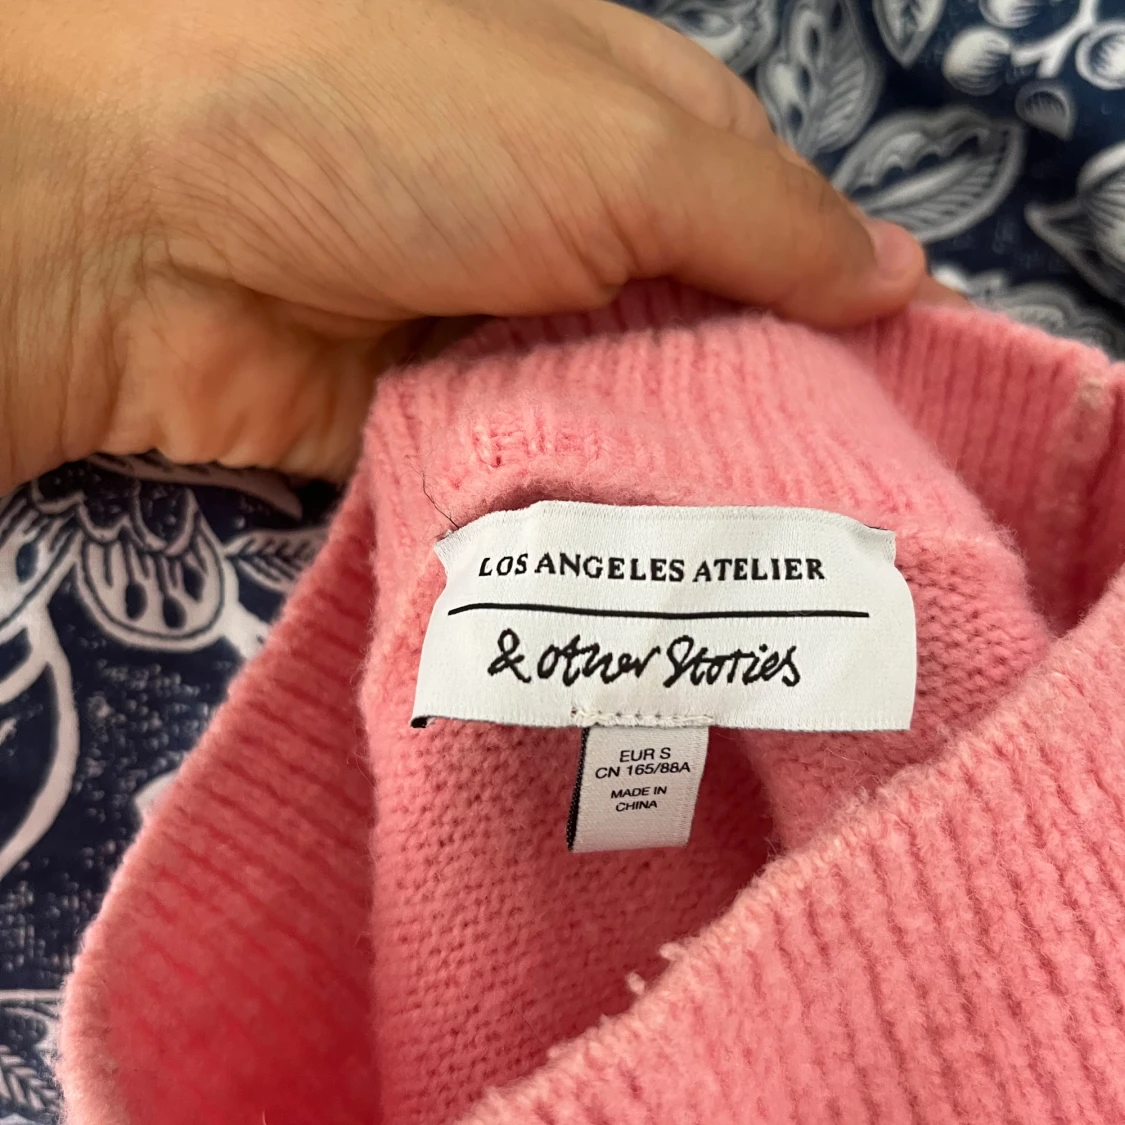 LOS ANGELES ATELIER
& other Stories
EUR S
CN 165/88A
MADE IN
CHINA